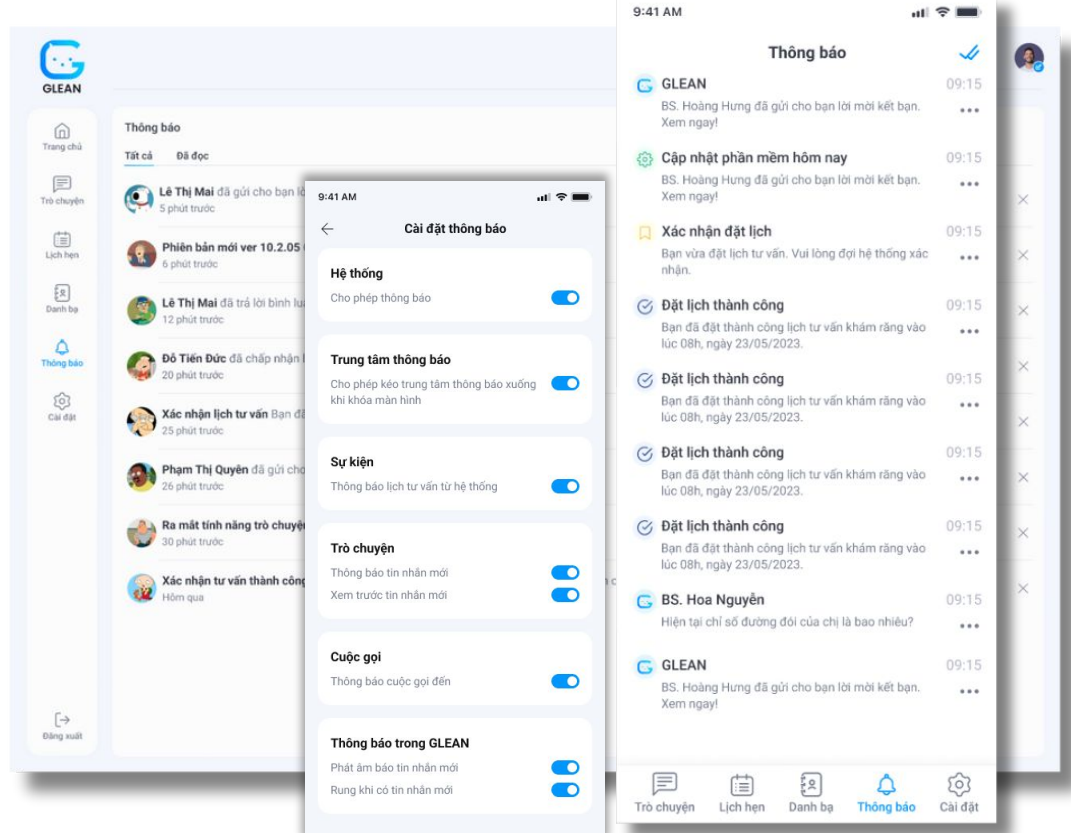 GLEAN
Trang chủ
Trò chuyện
Lịch hẹn
Danh bạ
Thông báo
Cài đặt
Đăng xuất
Thông báo
Tất cả Đã đọc
Lê Thị Mai đã gửi cho bạn
5 phút trước
Phiên bản mới ver 10.2.05
6 phút trước
Lê Thị Mai đã trả lời bình
12 phút trước
Đỗ Tiến Đức đã chấp nhận
20 phút trước
Xác nhận lịch tư vấn Bạn
25 phút trước
Phạm Thị Quyên đã gửi cho
26 phút trước
Ra mắt tính năng trò
30 phút trước
Xác nhận tư vấn thành công
Hôm qua
9:41 AM
Cài đặt thông báo
Hệ thống
Cho phép thông báo
Trung tâm thông báo
Cho phép kéo trung tâm thông báo xuống
khi khóa màn hình
Sự kiện
Thông báo lịch tư vấn từ hệ thống
Trò chuyện
Thông báo tin nhắn mới
Xem trước tin nhắn mới
Cuộc gọi
Thông báo cuộc gọi đến
Thông báo trong GLEAN
Phát âm báo tin nhắn mới
Rung khi có tin nhắn mới
9:41 AM
Thông báo
GLEAN 09:15
BS. Hoàng Hưng đã gửi cho bạn lời mời kết bạn.
Xem ngay!
Cập nhật phần mềm hôm nay 09:15
BS. Hoàng Hưng đã gửi cho bạn lời mời kết bạn.
Xem ngay!
Xác nhận đặt lịch 09:15
Bạn vừa đặt lịch tư vấn. Vui lòng đợi hệ thống xác
nhận.
Đặt lịch thành công 09:15
Bạn đã đặt thành công lịch tư vấn khám răng vào
lúc 08h, ngày 23/05/2023.
Đặt lịch thành công 09:15
Bạn đã đặt thành công lịch tư vấn khám răng vào
lúc 08h, ngày 23/05/2023.
Đặt lịch thành công 09:15
Bạn đã đặt thành công lịch tư vấn khám răng vào
lúc 08h, ngày 23/05/2023.
Đặt lịch thành công 09:15
Bạn đã đặt thành công lịch tư vấn khám răng vào
lúc 08h, ngày 23/05/2023.
BS. Hoa Nguyễn 09:15
Hiện tại chỉ số đường đói của chị là bao nhiêu?
GLEAN 09:15
BS. Hoàng Hưng đã gửi cho bạn lời mời kết bạn.
Xem ngay!
Trò chuyện Lịch hẹn Danh bạ Thông báo Cài đặt